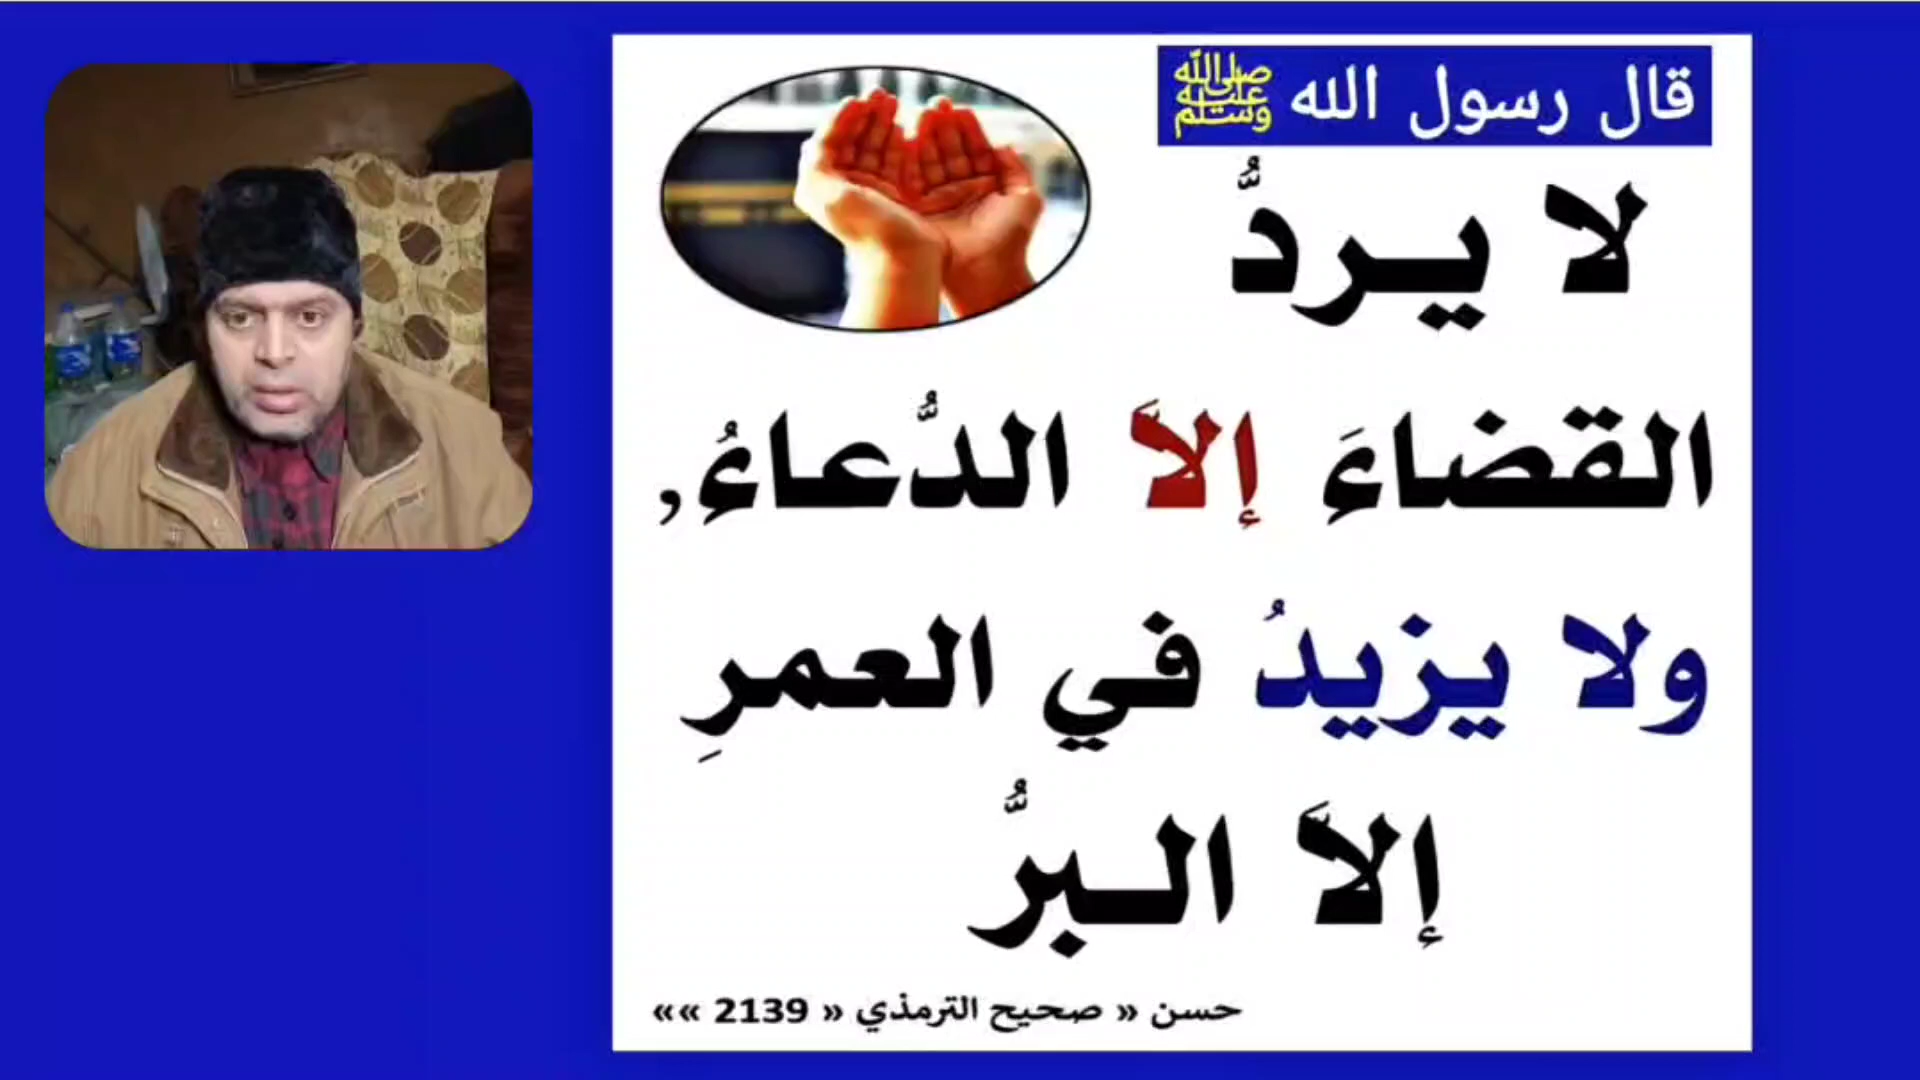 قال رسول الله ﷺ
لا يـردُّ
القضاءَ إلاَ الدُّعاءُ,
ولا يزيدُ في العمرِ
إلاَ الـبرُّ
حسن « صحيح الترمذي « 2139 »»